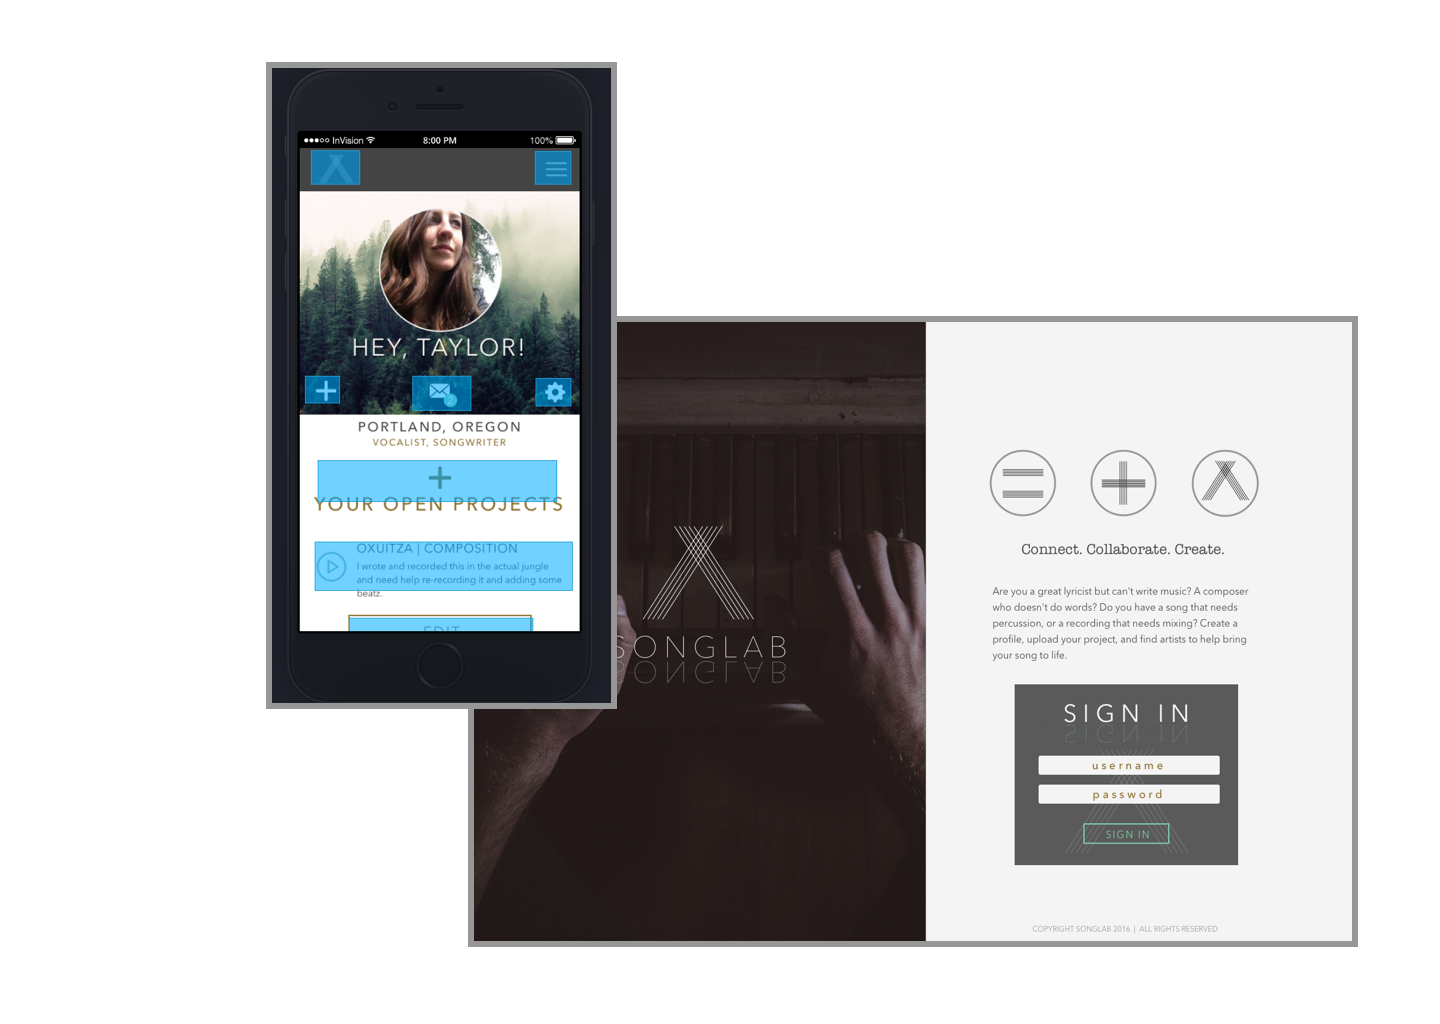 InVision
8:00 PM
100%
HEY, TAYLOR!
PORTLAND, OREGON
VOCALIST, SONGWRITER
YOUR OPEN PROJECTS
OXUITZA | COMPOSITION
I wrote and recorded this in the actual jungle
and need help re-recording it and adding some
beatz.
EDIT
SONGLAB
SONGLAB
Connect. Collaborate. Create.
Are you a great lyricist but can't write music? A composer
who doesn't do words? Do you have a song that needs
percussion, or a recording that needs mixing? Create a
profile, upload your project, and find artists to help bring
your song to life.
SIGN IN
SIGN IN
username
password
SIGN IN
COPYRIGHT SONGLAB 2016 | ALL RIGHTS RESERVED